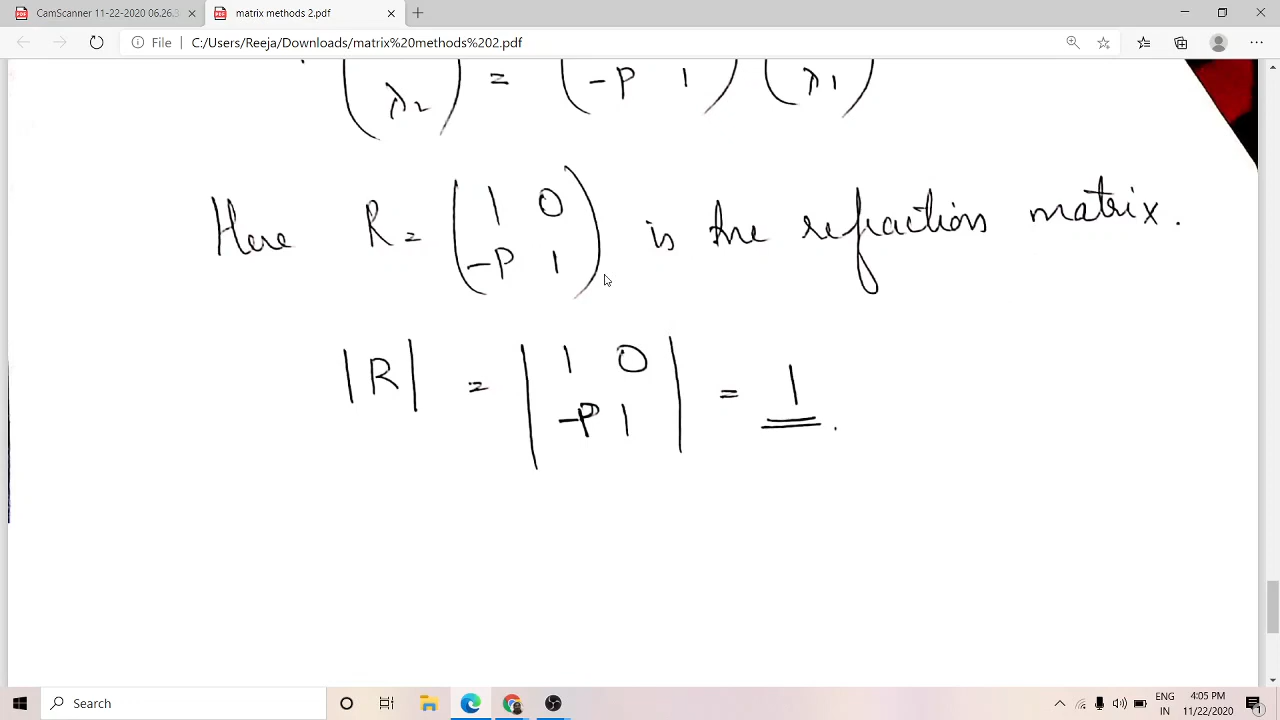 CamScanner 11-22-2020 06.26.3
matrix methods 2.pdf
File C:/Users/Reeja/Downloads/matrix%20methods%202.pdf
λ2 = -P 1 λ1
Here R = 1 0 is the refraction matrix.
-P 1
|R| = | 1 0 | = 1.
-P 1
Search
ENG
IN
4:05 PM
11/22/2020